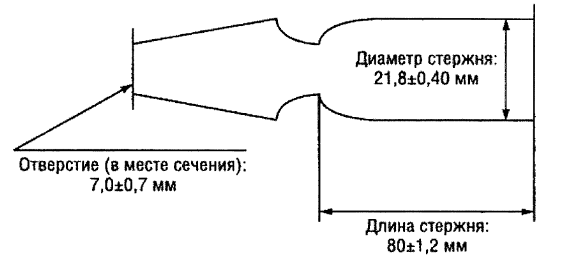 Диаметр стержня:
21,8±0,40 мм
Отверстие (в месте сечения):
7,0±0,7 мм
Длина стержня:
80±1,2 мм